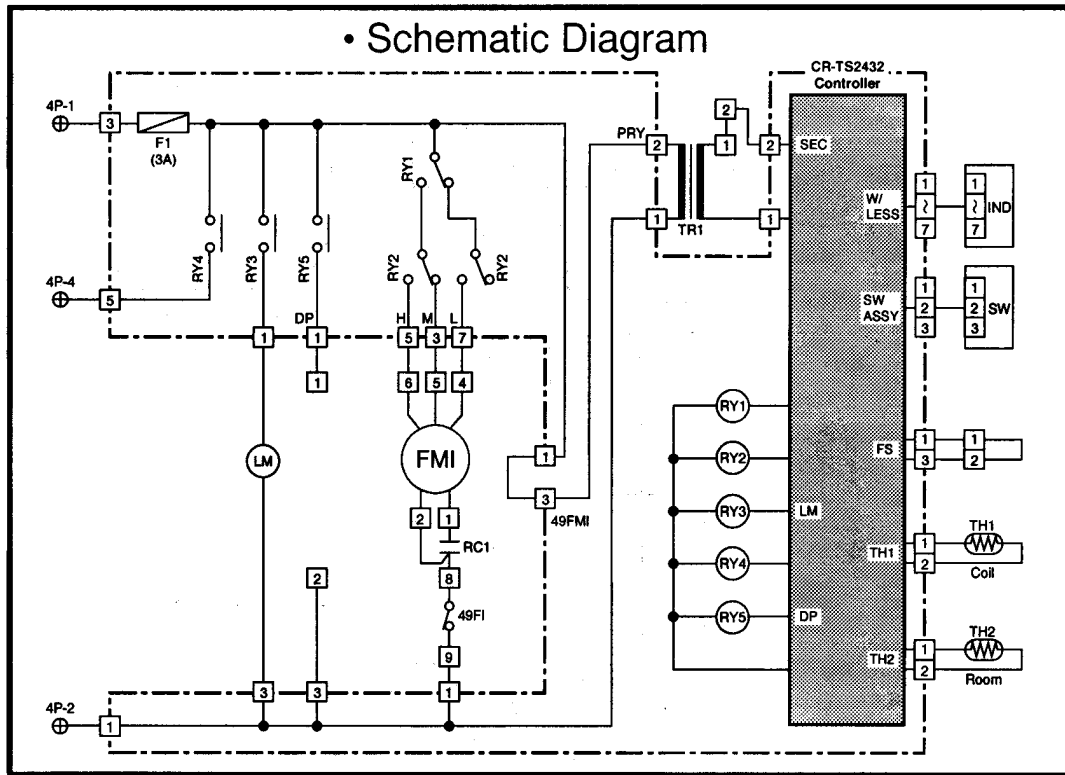 • Schematic Diagram
CR-TS2432
Controller
4P-1
3
F1
(3A)
RY4
RY3
RY5
RY1
RY2
RY2
4P-4
5
1
DP
1
1
H
5
M
3
L
7
6
5
4
LM
FMI
2
1
RC1
8
49FI
9
1
2
3
3
4P-2
1
1
3
49FMI
PRY
2
1
TR1
2
1
2
1
SEC
W/
LESS
1
~
7
1
~
7
IND
SW
ASSY
1
2
3
1
2
3
SW
RY1
RY2
RY3
LM
RY4
RY5
DP
FS
1
3
1
2
TH1
1
2
TH1
Coil
TH2
1
2
TH2
Room